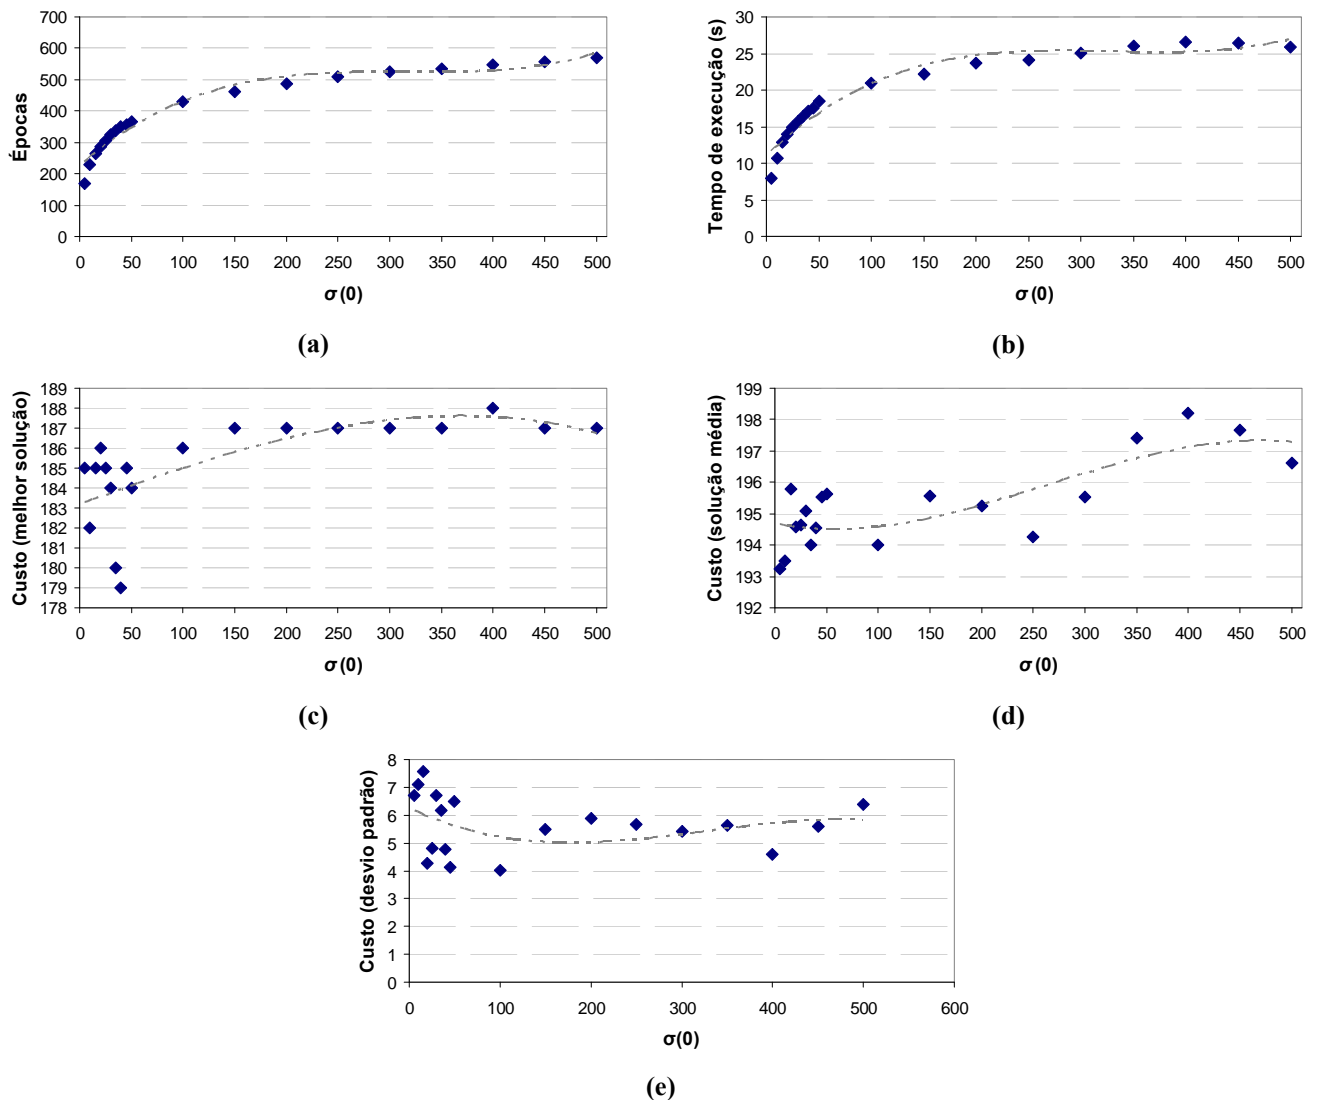 Épocas
700
600
500
400
300
200
100
0
0 50 100 150 200 250 300 350 400 450 500
σ(0)
(a)
Tempo de execução (s)
30
25
20
15
10
5
0
0 50 100 150 200 250 300 350 400 450 500
σ(0)
(b)
Custo (melhor solução)
189
188
187
186
185
184
183
182
181
180
179
178
0 50 100 150 200 250 300 350 400 450 500
σ(0)
(c)
Custo (solução média)
199
198
197
196
195
194
193
192
0 50 100 150 200 250 300 350 400 450 500
σ(0)
(d)
Custo (desvio padrão)
8
7
6
5
4
3
2
1
0
0 100 200 300 400 500 600
σ(0)
(e)